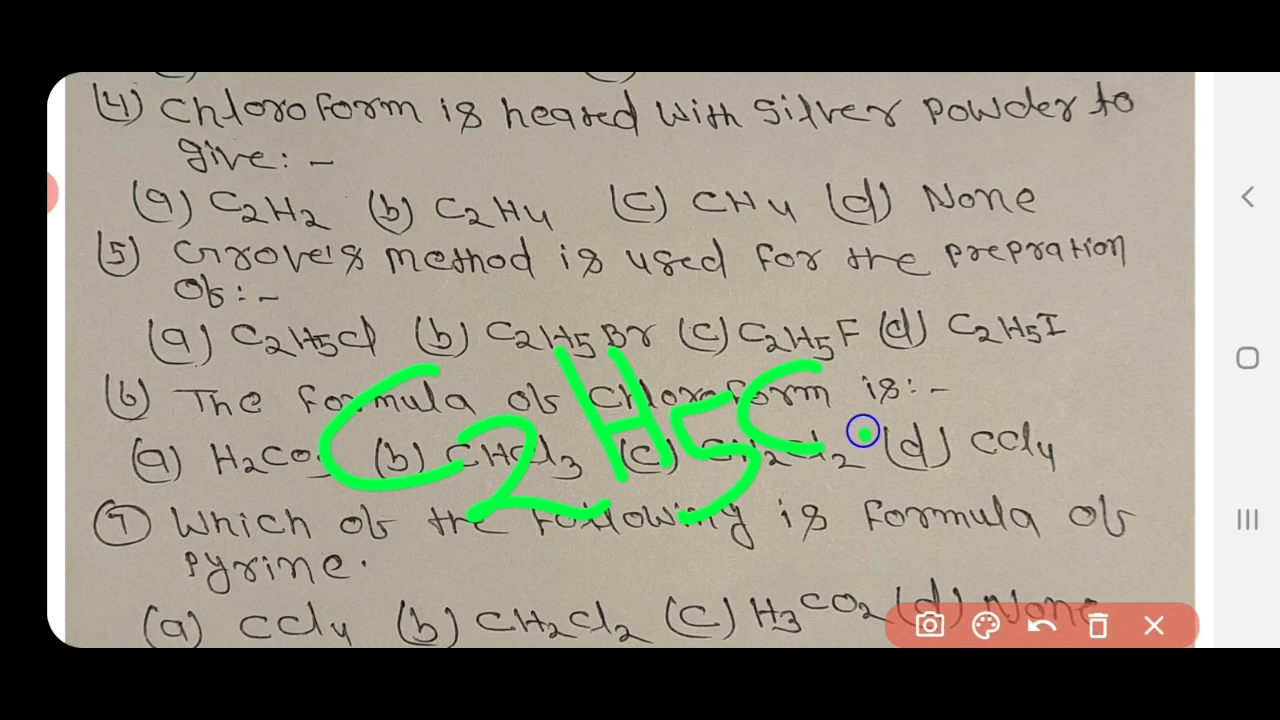 (4) Chloroform is heated with Silver powder to
give: -
(a) C2H2 (b) C2H4 (c) CH4 (d) None
(5) Grove's method is used for the prepration
of: -
(a) C2H5Cl (b) C2H5Br (c) C2H5F (d) C2H5I
(6) The formula of Chloroform is: -
(a) H2CO3 (b) CHCl3 (c) CH2Cl2 (d) CCl4
C2H5C
(7) Which of the following is formula of
pyrine.
(a) CCl4 (b) CH2Cl2 (c) H3CO2 (d) None